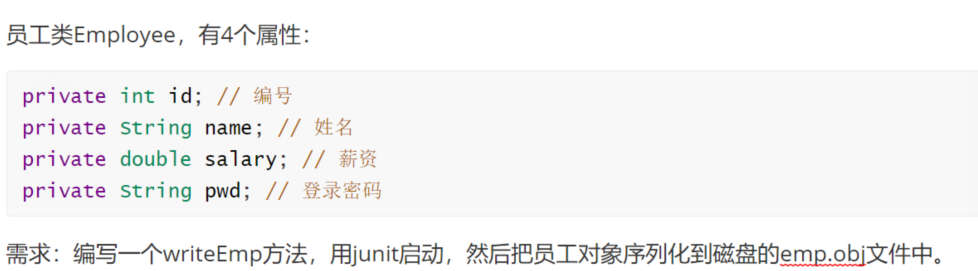 员工类Employee，有4个属性：
private int id; // 编号
private String name; // 姓名
private double salary; // 薪资
private String pwd; // 登录密码
需求：编写一个writeEmp方法，用junit启动，然后把员工对象序列化到磁盘的emp.obj文件中。